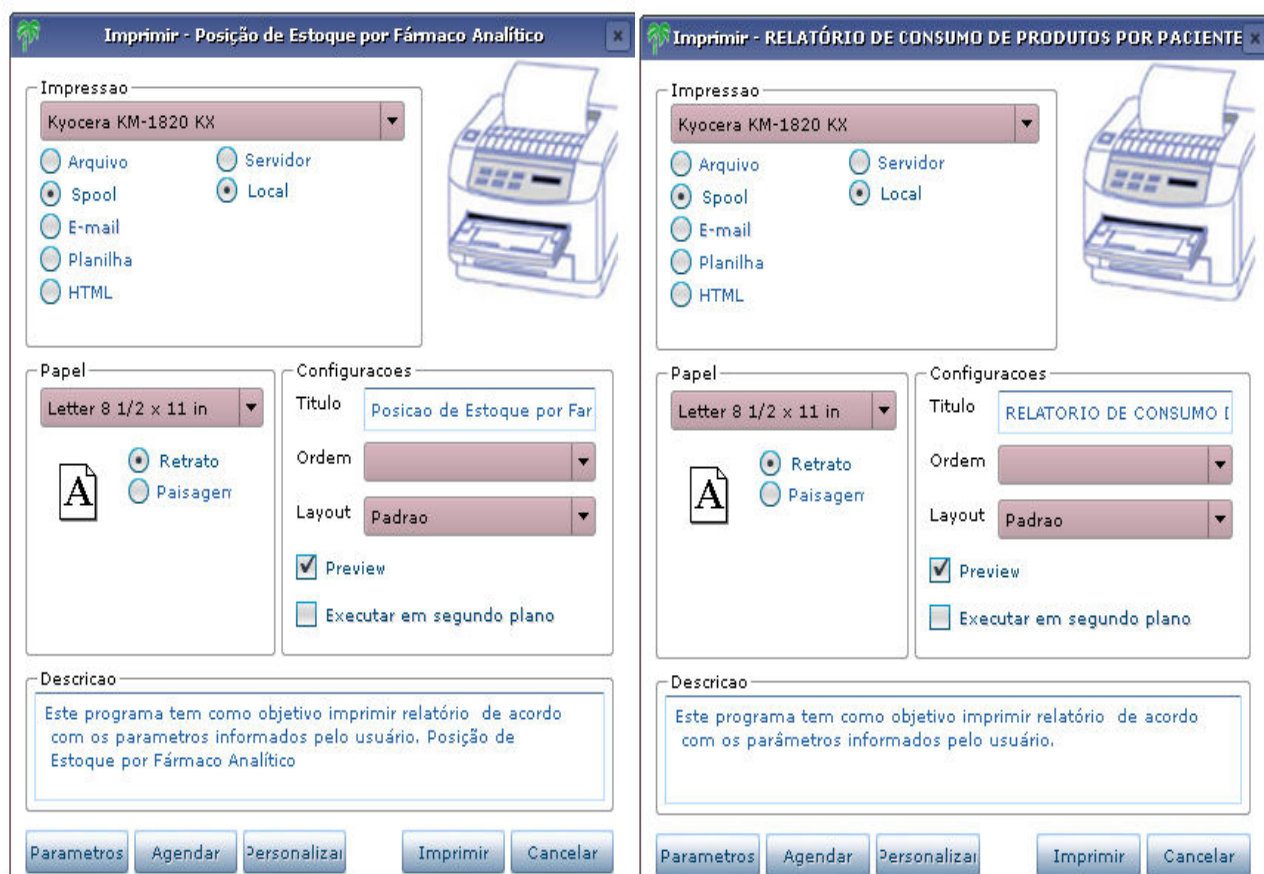 Imprimir - Posição de Estoque por Fármaco Analítico
Impressao
Kyocera KM-1820 KX
Arquivo
Servidor
Spool
Local
E-mail
Planilha
HTML
Papel
Letter 8 1/2 x 11 in
Retrato
Paisagem
Configuracoes
Titulo
Posicao de Estoque por Far
Ordem
Layout
Padrao
Preview
Executar em segundo plano
Descricao
Este programa tem como objetivo imprimir relatório de acordo
com os parametros informados pelo usuário. Posição de
Estoque por Fármaco Analítico
Parametros
Agendar
Personalizar
Imprimir
Cancelar
Imprimir - RELATÓRIO DE CONSUMO DE PRODUTOS POR PACIENTE
Impressao
Kyocera KM-1820 KX
Arquivo
Servidor
Spool
Local
E-mail
Planilha
HTML
Papel
Letter 8 1/2 x 11 in
Retrato
Paisagem
A
Configuracoes
Titulo
RELATORIO DE CONSUMO D
Ordem
Layout
Padrao
Preview
Executar em segundo plano
Descricao
Este programa tem como objetivo imprimir relatório de acordo
com os parâmetros informados pelo usuário.
Parametros
Agendar
Personalizar
Imprimir
Cancelar